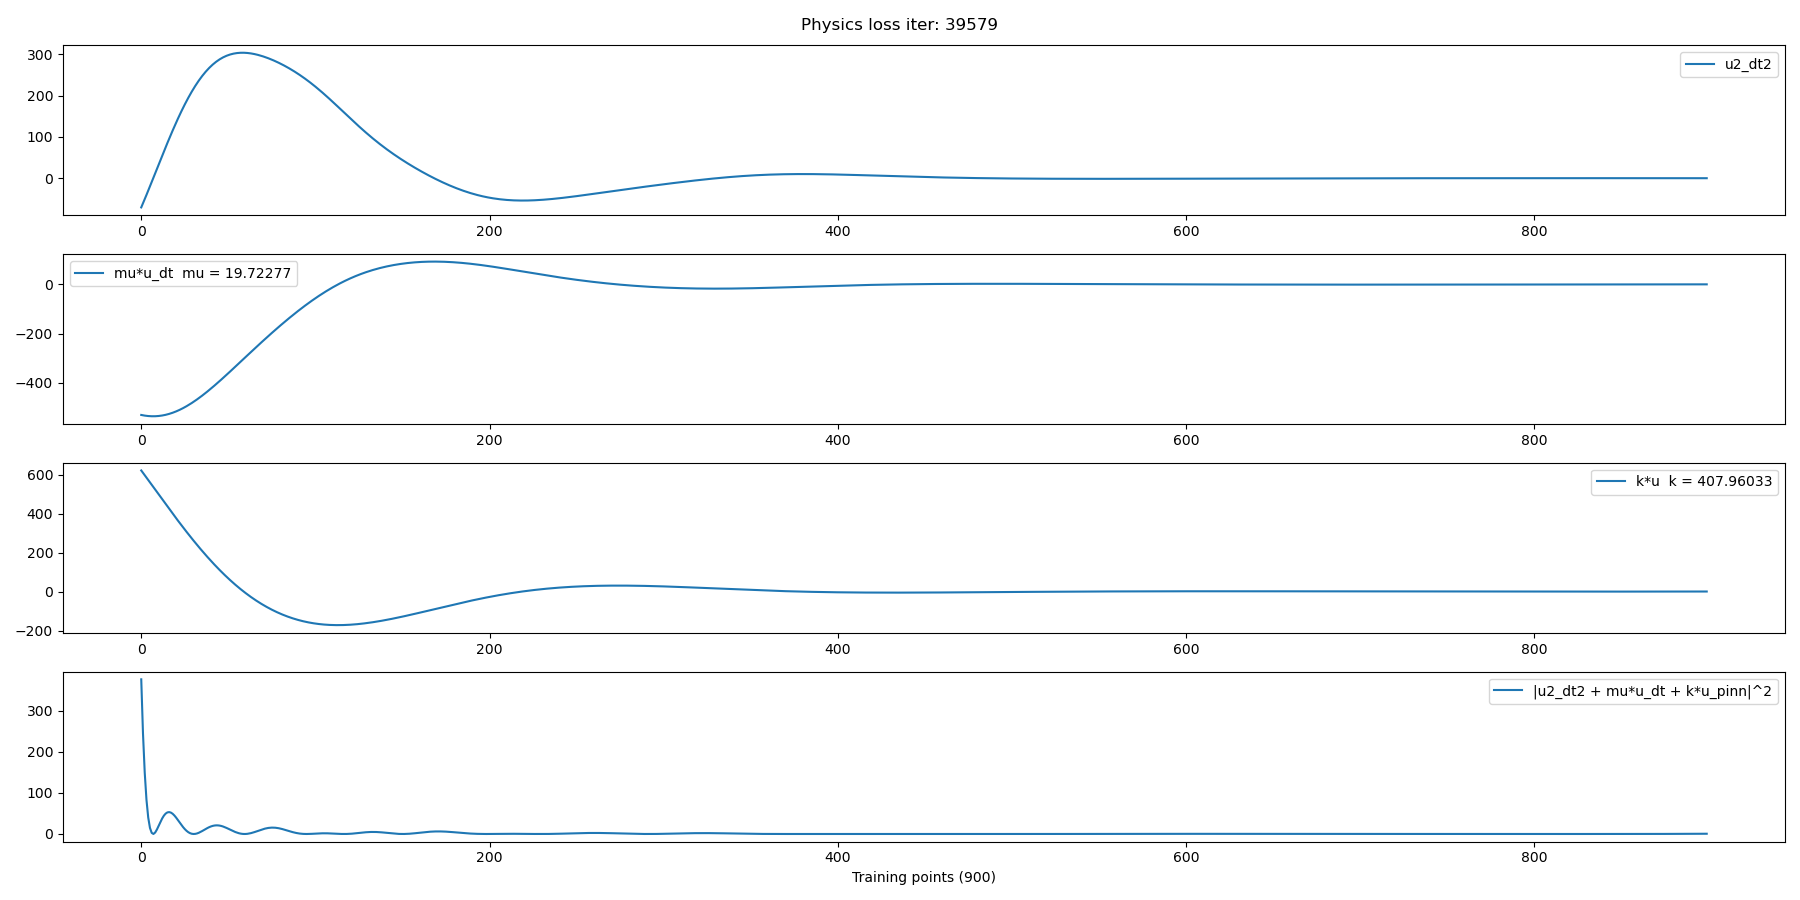 Physics loss iter: 39579
300
200
100
0
u2_dt2
0 200 400 600 800
0
−200
−400
mu*u_dt  mu = 19.72277
0 200 400 600 800
600
400
200
0
−200
k*u  k = 407.96033
0 200 400 600 800
300
200
100
0
|u2_dt2 + mu*u_dt + k*u_pinn|^2
0 200 400 600 800
Training points (900)